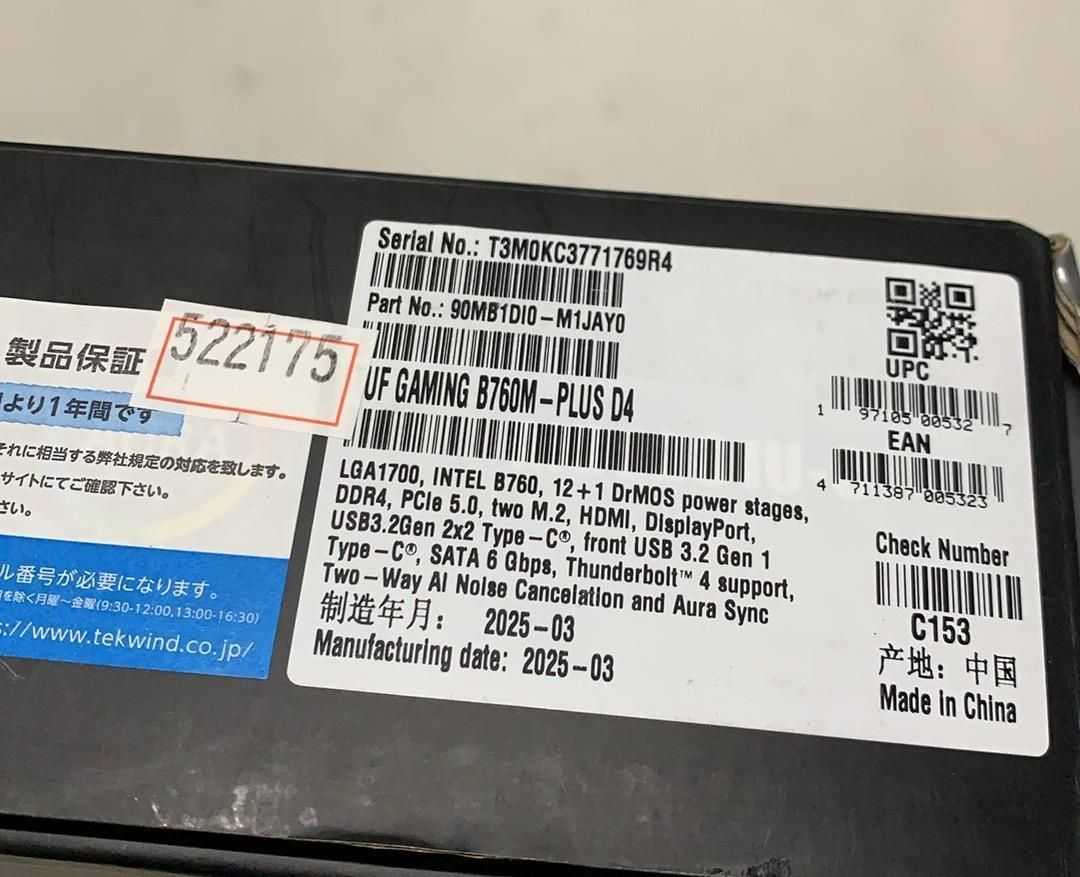 Serial No.: T3M0KC3771769R4
Part No.: 90MB1DI0-M1JAY0
UF GAMING B760M-PLUS D4
LGA1700, INTEL B760, 12+1 DrMOS power stages,
DDR4, PCIe 5.0, two M.2, HDMI, DisplayPort,
USB3.2Gen 2x2 Type-C®, front USB 3.2 Gen 1
Type-C®, SATA 6 Gbps, Thunderbolt™ 4 support,
Two-Way AI Noise Cancelation and Aura Sync
制造年月: 2025-03
Manufacturing date: 2025-03
UPC
1 97105 00532 7
EAN
4 711387 005323
Check Number
C153
产地: 中国
Made in China
522175
製品保証
より1年間です
それに相当する弊社規定の対応を致します。
サイトにてご確認下さい。
さい。
ル番号が必要になります。
を除く月曜～金曜(9:30-12:00,13:00-16:30)
://www.tekwind.co.jp/